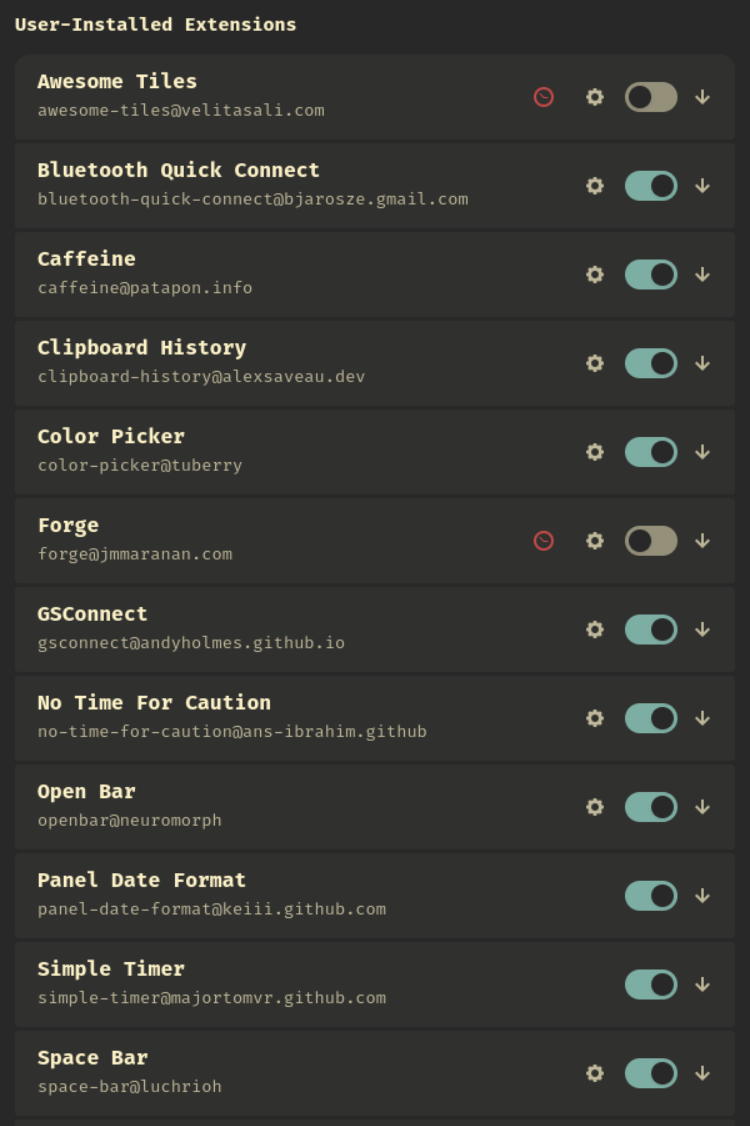 User-Installed Extensions
Awesome Tiles
awesome-tiles@velitasali.com
Bluetooth Quick Connect
bluetooth-quick-connect@bjarosze.gmail.com
Caffeine
caffeine@patapon.info
Clipboard History
clipboard-history@alexsaveau.dev
Color Picker
color-picker@tuberry
Forge
forge@jmmaranan.com
GSConnect
gsconnect@andyholmes.github.io
No Time For Caution
no-time-for-caution@ans-ibrahim.github
Open Bar
openbar@neuromorph
Panel Date Format
panel-date-format@keiii.github.com
Simple Timer
simple-timer@majortomvr.github.com
Space Bar
space-bar@luchrioh